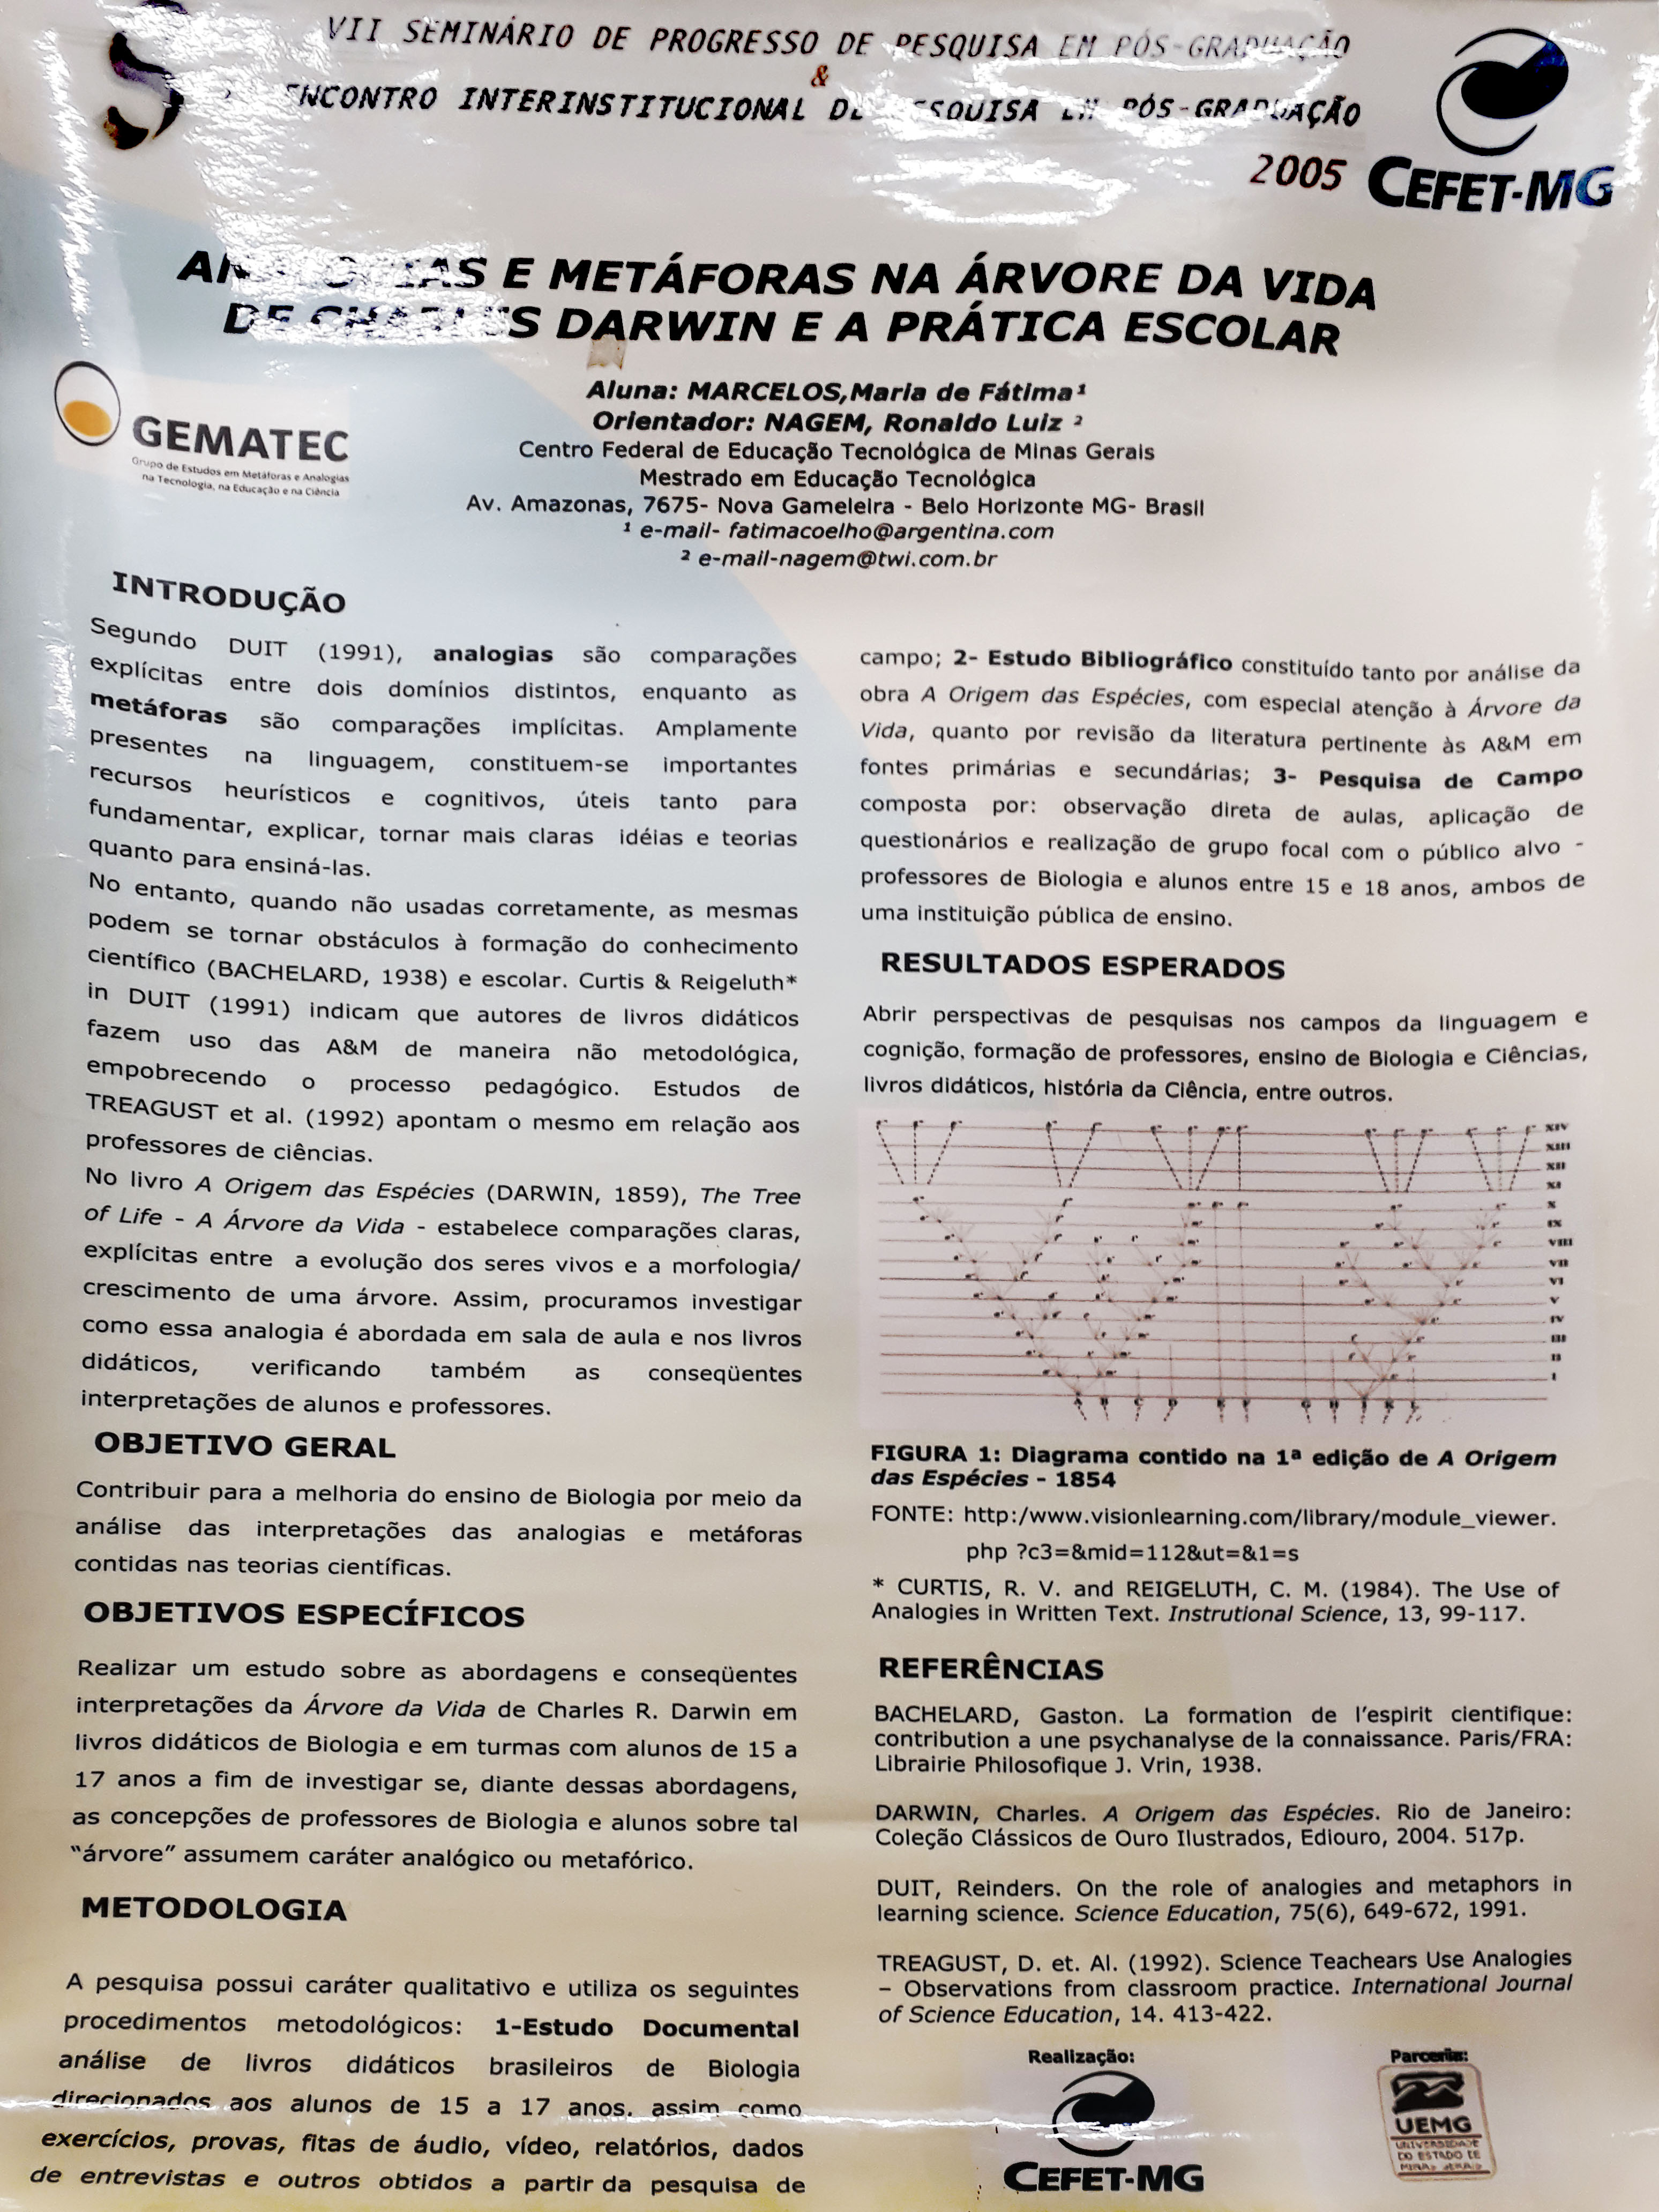 VII SEMINÁRIO DE PROGRESSO DE PESQUISA EM PÓS-GRADUAÇÃO
&
ENCONTRO INTERINSTITUCIONAL DE PESQUISA EM PÓS-GRADUAÇÃO
2005
CEFET-MG
ANALOGIAS E METÁFORAS NA ÁRVORE DA VIDA
DE CHARLES DARWIN E A PRÁTICA ESCOLAR
GEMATEC
Grupo de Estudos em Metáforas e Analogias
na Tecnologia, na Educação e na Ciência
Aluna: MARCELOS,Maria de Fátima¹
Orientador: NAGEM, Ronaldo Luiz ²
Centro Federal de Educação Tecnológica de Minas Gerais
Mestrado em Educação Tecnológica
Av. Amazonas, 7675- Nova Gameleira - Belo Horizonte MG- Brasil
¹ e-mail- fatimacoelho@argentina.com
² e-mail-nagem@twi.com.br
INTRODUÇÃO
Segundo DUIT (1991), analogias são comparações
explícitas entre dois domínios distintos, enquanto as
metáforas são comparações implícitas. Amplamente
presentes na linguagem, constituem-se importantes
recursos heurísticos e cognitivos, úteis tanto para
fundamentar, explicar, tornar mais claras idéias e teorias
quanto para ensiná-las.
No entanto, quando não usadas corretamente, as mesmas
podem se tornar obstáculos à formação do conhecimento
científico (BACHELARD, 1938) e escolar. Curtis & Reigeluth*
in DUIT (1991) indicam que autores de livros didáticos
fazem uso das A&M de maneira não metodológica,
empobrecendo o processo pedagógico. Estudos de
TREAGUST et al. (1992) apontam o mesmo em relação aos
professores de ciências.
No livro A Origem das Espécies (DARWIN, 1859), The Tree
of Life - A Árvore da Vida - estabelece comparações claras,
explícitas entre a evolução dos seres vivos e a morfologia/
crescimento de uma árvore. Assim, procuramos investigar
como essa analogia é abordada em sala de aula e nos livros
didáticos, verificando também as conseqüentes
interpretações de alunos e professores.
OBJETIVO GERAL
Contribuir para a melhoria do ensino de Biologia por meio da
análise das interpretações das analogias e metáforas
contidas nas teorias científicas.
OBJETIVOS ESPECÍFICOS
Realizar um estudo sobre as abordagens e conseqüentes
interpretações da Árvore da Vida de Charles R. Darwin em
livros didáticos de Biologia e em turmas com alunos de 15 a
17 anos a fim de investigar se, diante dessas abordagens,
as concepções de professores de Biologia e alunos sobre tal
“árvore” assumem caráter analógico ou metafórico.
METODOLOGIA
A pesquisa possui caráter qualitativo e utiliza os seguintes
procedimentos metodológicos: 1-Estudo Documental
análise de livros didáticos brasileiros de Biologia
direcionados aos alunos de 15 a 17 anos, assim como
exercícios, provas, fitas de áudio, vídeo, relatórios, dados
de entrevistas e outros obtidos a partir da pesquisa de
campo; 2- Estudo Bibliográfico constituído tanto por análise da
obra A Origem das Espécies, com especial atenção à Árvore da
Vida, quanto por revisão da literatura pertinente às A&M em
fontes primárias e secundárias; 3- Pesquisa de Campo
composta por: observação direta de aulas, aplicação de
questionários e realização de grupo focal com o público alvo -
professores de Biologia e alunos entre 15 e 18 anos, ambos de
uma instituição pública de ensino.
RESULTADOS ESPERADOS
Abrir perspectivas de pesquisas nos campos da linguagem e
cognição, formação de professores, ensino de Biologia e Ciências,
livros didáticos, história da Ciência, entre outros.
XIV
XIII
XII
XI
X
IX
VIII
VII
VI
V
IV
III
II
I
FIGURA 1: Diagrama contido na 1ª edição de A Origem
das Espécies - 1854
FONTE: http:/www.visionlearning.com/library/module_viewer.
php ?c3=&mid=112&ut=&1=s
* CURTIS, R. V. and REIGELUTH, C. M. (1984). The Use of
Analogies in Written Text. Instrutional Science, 13, 99-117.
REFERÊNCIAS
BACHELARD, Gaston. La formation de l’espirit cientifique:
contribution a une psychanalyse de la connaissance. Paris/FRA:
Librairie Philosofique J. Vrin, 1938.
DARWIN, Charles. A Origem das Espécies. Rio de Janeiro:
Coleção Clássicos de Ouro Ilustrados, Ediouro, 2004. 517p.
DUIT, Reinders. On the role of analogies and metaphors in
learning science. Science Education, 75(6), 649-672, 1991.
TREAGUST, D. et. Al. (1992). Science Teachears Use Analogies
– Observations from classroom practice. International Journal
of Science Education, 14. 413-422.
Realização:
CEFET-MG
Parceria:
UEMG
UNIVERSIDADE
DO ESTADO DE
MINAS GERAIS